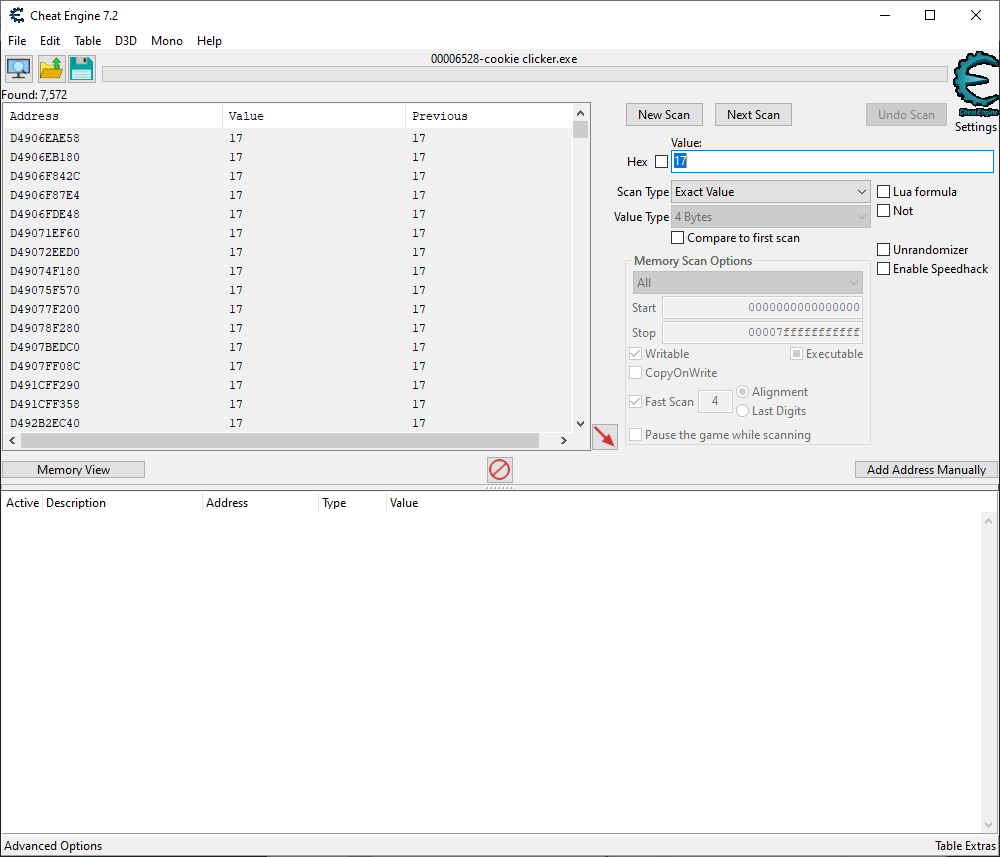 Cheat Engine 7.2
File Edit Table D3D Mono Help
00006528-cookie clicker.exe
Found: 7,572
Address Value Previous
D4906EAE58 17 17
D4906EB180 17 17
D4906F842C 17 17
D4906F87E4 17 17
D4906FDE48 17 17
D49071EF60 17 17
D49072EED0 17 17
D49074F180 17 17
D49075F570 17 17
D49077F200 17 17
D49078F280 17 17
D4907BEDC0 17 17
D4907FF08C 17 17
D491CFF290 17 17
D491CFF358 17 17
D492B2EC40 17 17
New Scan Next Scan Undo Scan
Cheat Engine
Settings
Value:
Hex 17
Scan Type Exact Value Lua formula
Value Type 4 Bytes Not
Compare to first scan
Unrandomizer
Enable Speedhack
Memory Scan Options
All
Start 0000000000000000
Stop 00007fffffffffff
Writable Executable
CopyOnWrite
Fast Scan 4 Alignment
Last Digits
Pause the game while scanning
Memory View Add Address Manually
Active Description Address Type Value
Advanced Options Table Extras